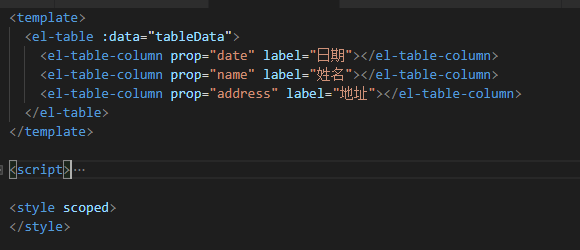 <template>
  <el-table :data="tableData">
    <el-table-column prop="date" label="日期"></el-table-column>
    <el-table-column prop="name" label="姓名"></el-table-column>
    <el-table-column prop="address" label="地址"></el-table-column>
  </el-table>
</template>

<script>…

<style scoped>
</style>